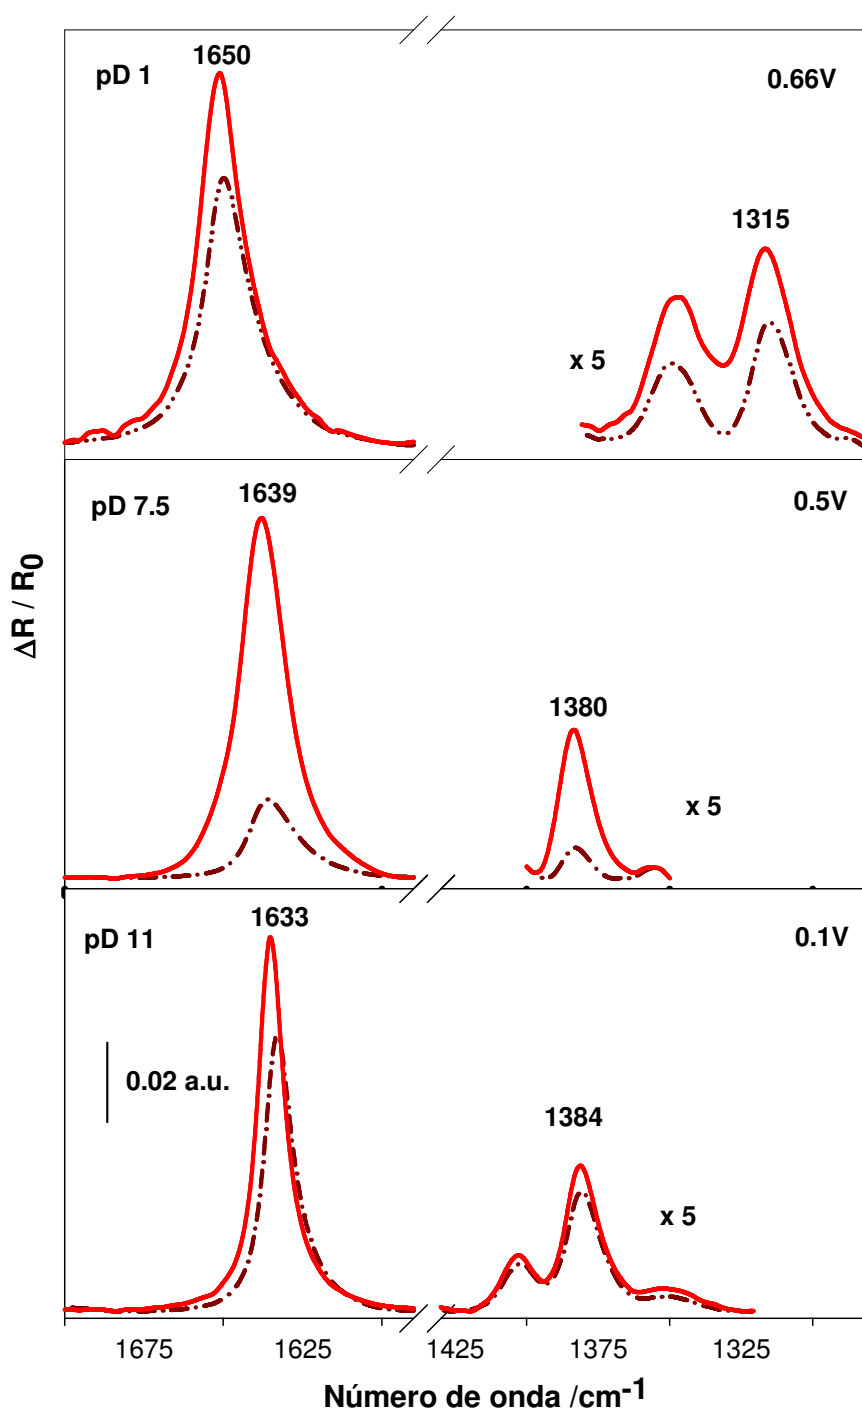 pD 1
1650
0.66V
1315
x 5
pD 7.5
1639
0.5V
1380
x 5
ΔR / R0
pD 11
1633
0.1V
0.02 a.u.
1384
x 5
1675 1625 1425 1375 1325
Número de onda /cm-1